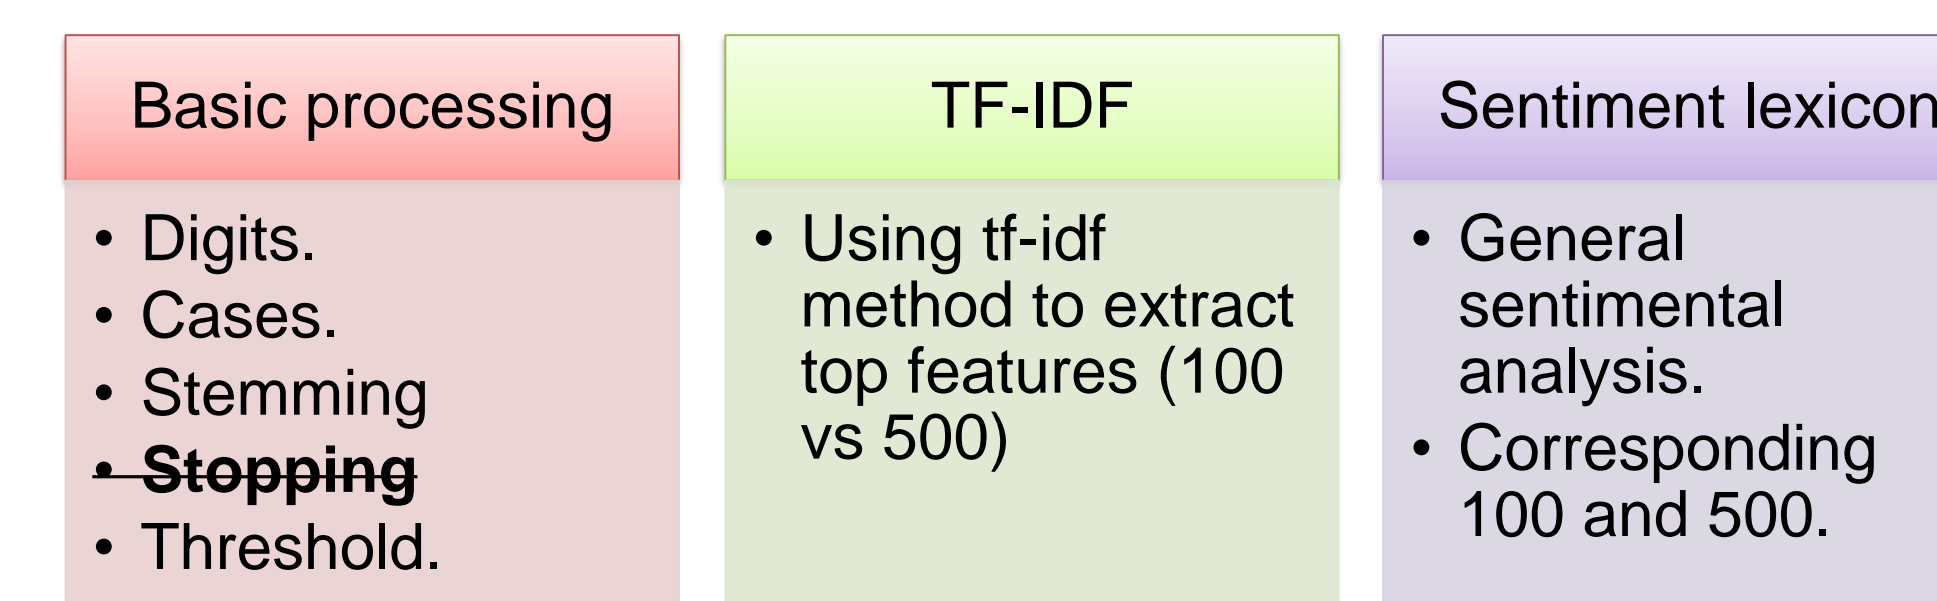 Basic processing
• Digits.
• Cases.
• Stemming
• Stopping
• Threshold.
TF-IDF
• Using tf-idf
method to extract
top features (100
vs 500)
Sentiment lexicon
• General
sentimental
analysis.
• Corresponding
100 and 500.